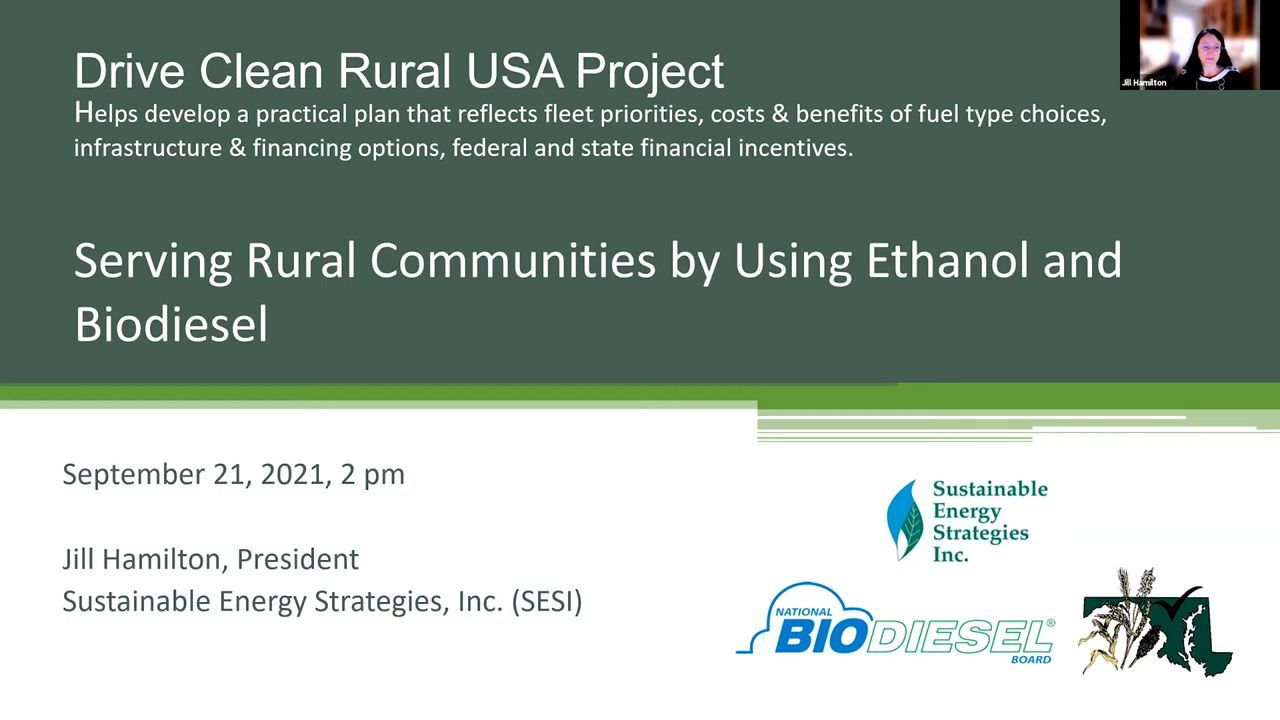 Drive Clean Rural USA Project
Helps develop a practical plan that reflects fleet priorities, costs & benefits of fuel type choices,
infrastructure & financing options, federal and state financial incentives.
Jill Hamilton
Serving Rural Communities by Using Ethanol and
Biodiesel
September 21, 2021, 2 pm
Jill Hamilton, President
Sustainable Energy Strategies, Inc. (SESI)
Sustainable
Energy
Strategies
Inc.
NATIONAL
BIODIESEL®
BOARD